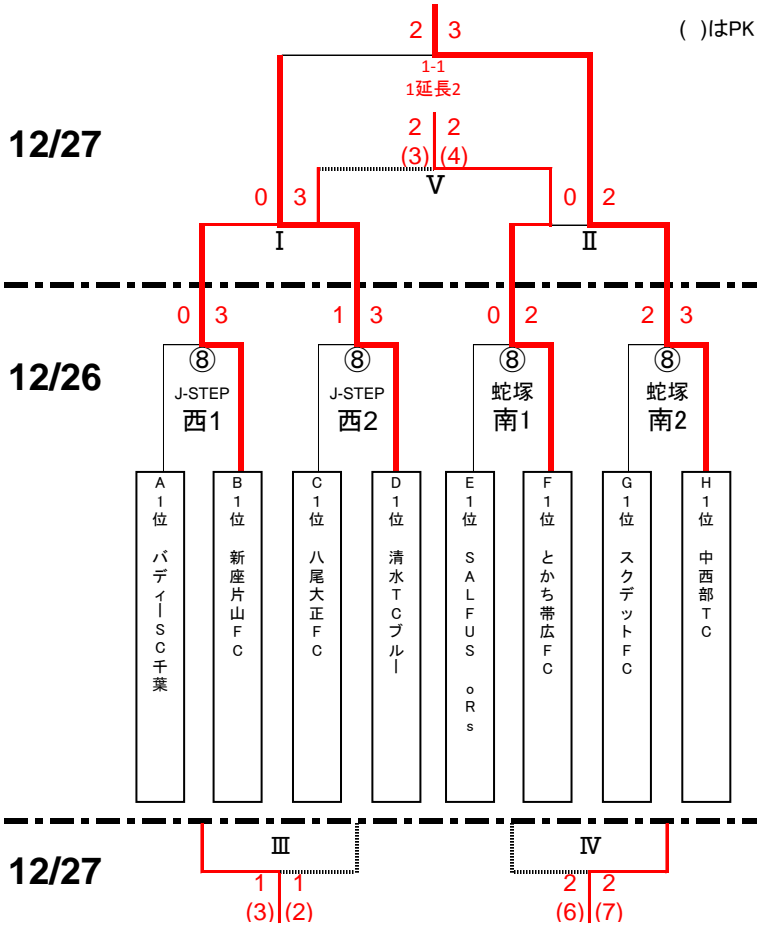 2 3
( )はPK
1-1
1延長2
12/27
2 2
(3) (4)
Ⅴ
0 3
0 2
Ⅰ
Ⅱ
0 3
1 3
0 2
2 3
12/26
⑧
⑧
⑧
⑧
J-STEP
J-STEP
蛇塚
蛇塚
西1
西2
南1
南2
A1位 バディーSC千葉
B1位 新座片山FC
C1位 八尾大正FC
D1位 清水TCブルー
E1位 SALFUS oRs
F1位 とかち帯広FC
G1位 スクデットFC
H1位 中西部TC
12/27
Ⅲ
Ⅳ
1 1
2 2
(3) (2)
(6) (7)